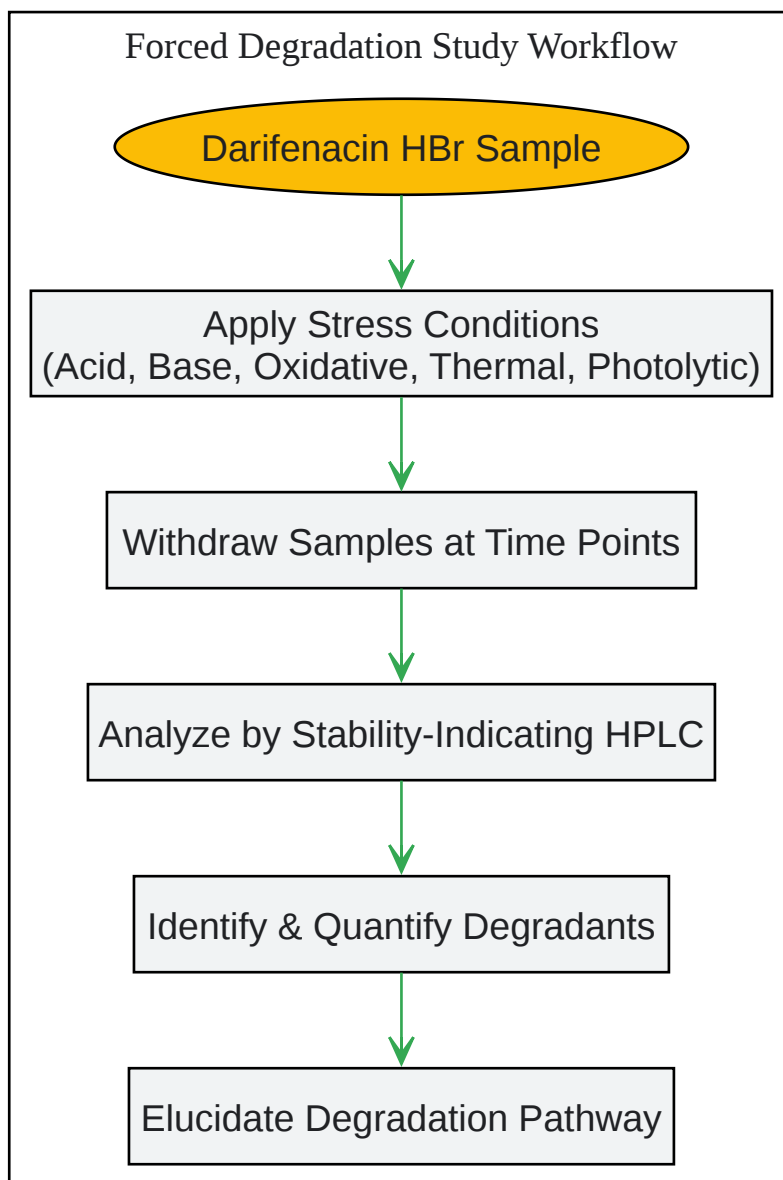 Forced Degradation Study Workflow
Darifenacin HBr Sample
Apply Stress Conditions
(Acid, Base, Oxidative, Thermal, Photolytic)
Withdraw Samples at Time Points
Analyze by Stability-Indicating HPLC
Identify & Quantify Degradants
Elucidate Degradation Pathway